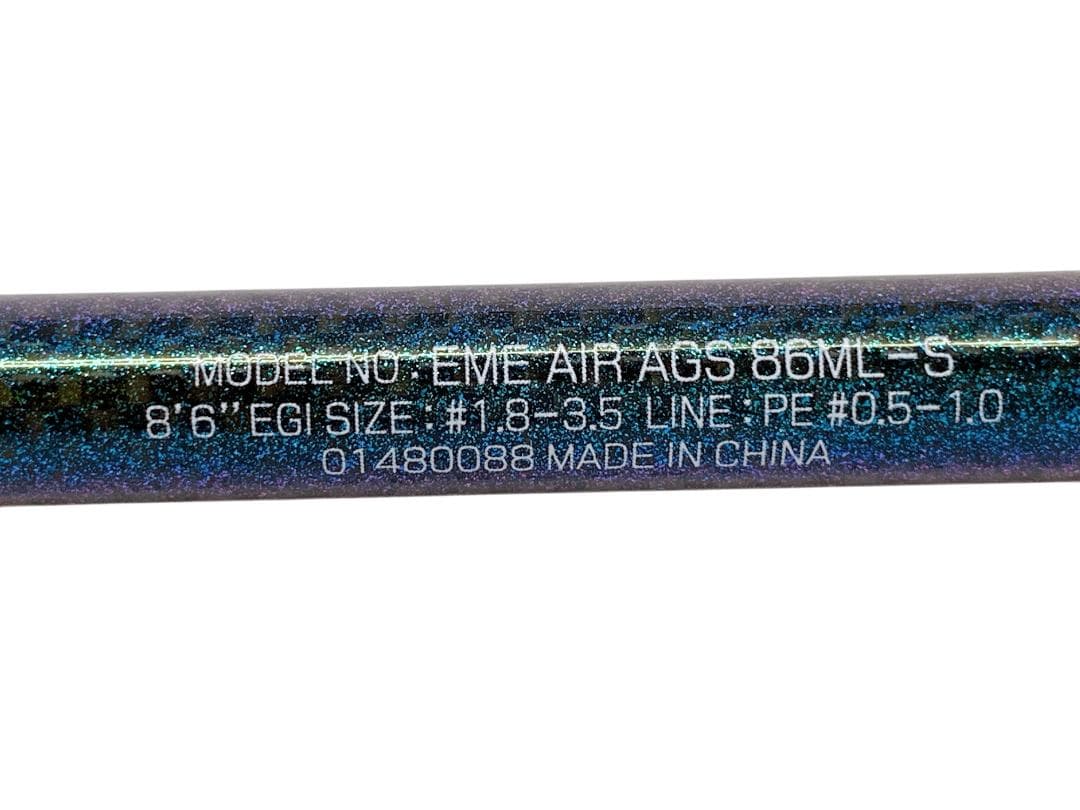 MODEL NO.:EME AIR AGS 86ML-S
8'6" EGI SIZE:#1.8-3.5 LINE:PE #0.5-1.0
01480088 MADE IN CHINA